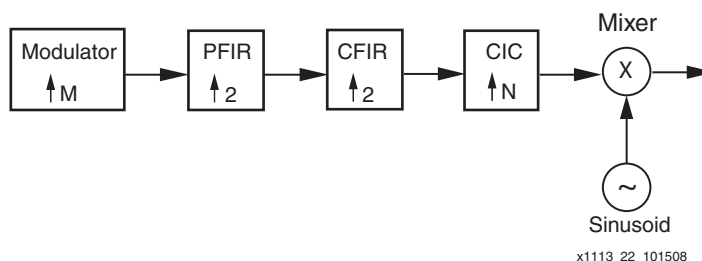 Mixer
Modulator PFIR CFIR CIC
↑M ↑2 ↑2 ↑N X
~
Sinusoid
x1113_22_101508